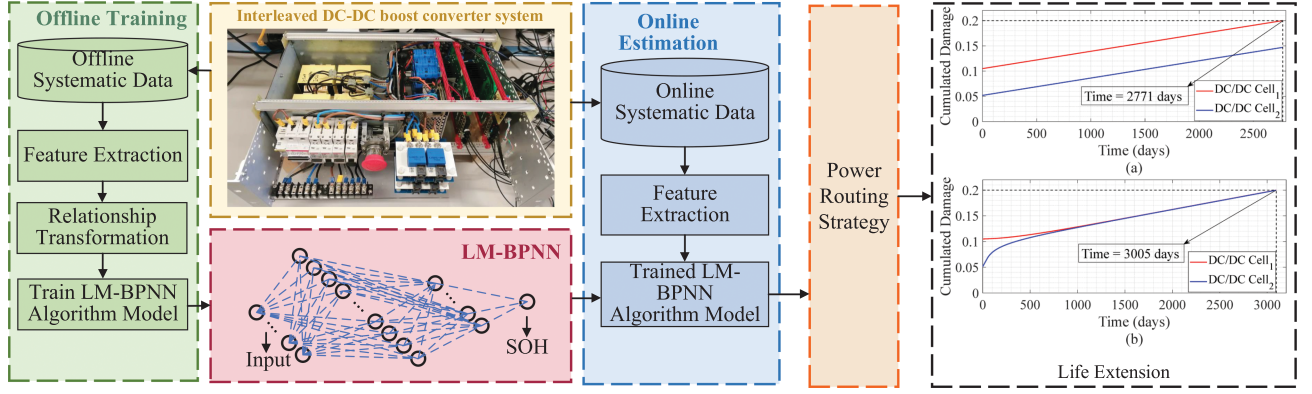 Offline Training
Offline
Systematic Data
Feature Extraction
Relationship
Transformation
Train LM-BPNN
Algorithm Model
Interleaved DC-DC boost converter system
LM-BPNN
Input
SOH
Online
Estimation
Online
Systematic Data
Feature
Extraction
Trained LM-
BPNN
Algorithm Model
Power
Routing
Strategy
Cumulated Damage
0.2
0.15
0.1
0.05
0
Time = 2771 days
DC/DC Cell1
DC/DC Cell2
0 500 1000 1500 2000 2500
Time (days)
(a)
Cumulated Damage
0.2
0.15
0.1
0.05
0
Time = 3005 days
DC/DC Cell1
DC/DC Cell2
0 500 1000 1500 2000 2500 3000
Time (days)
(b)
Life Extension